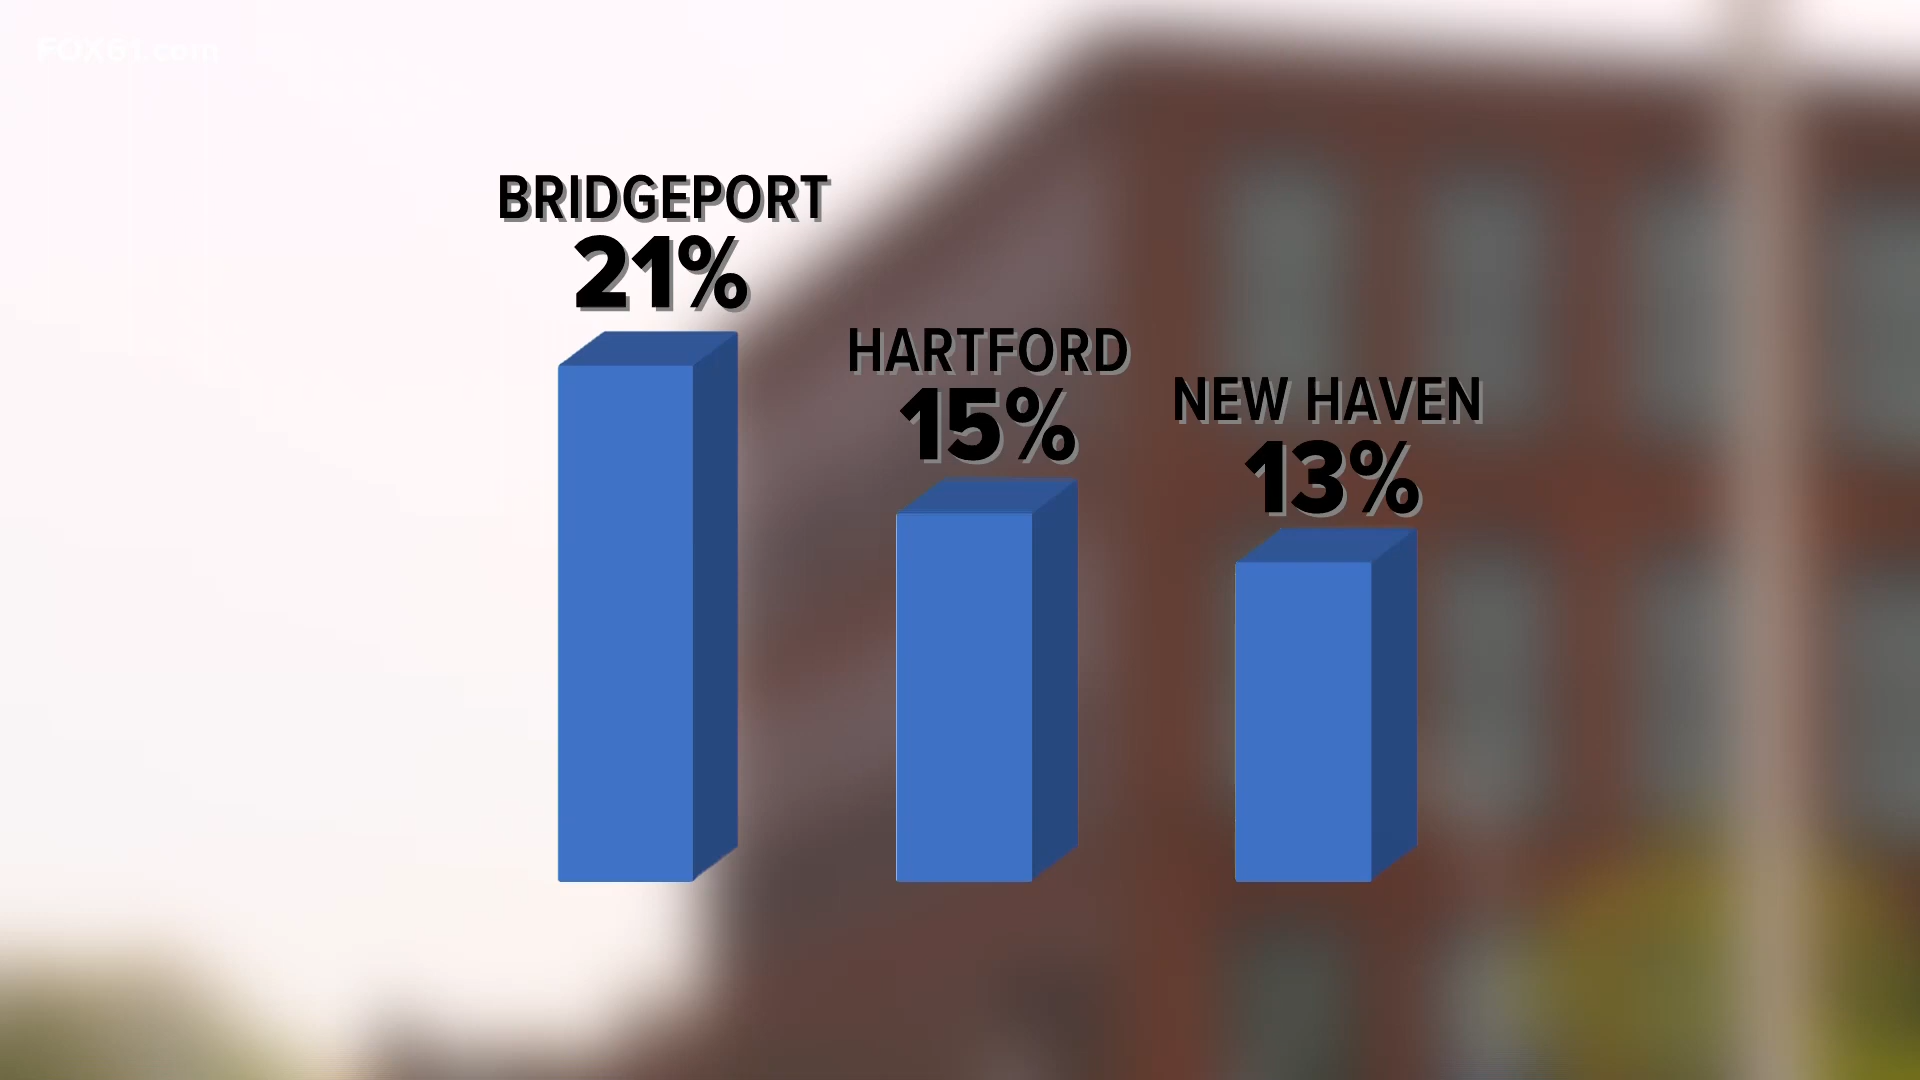 FOX61.com
BRIDGEPORT
21%
HARTFORD
15%
NEW HAVEN
13%